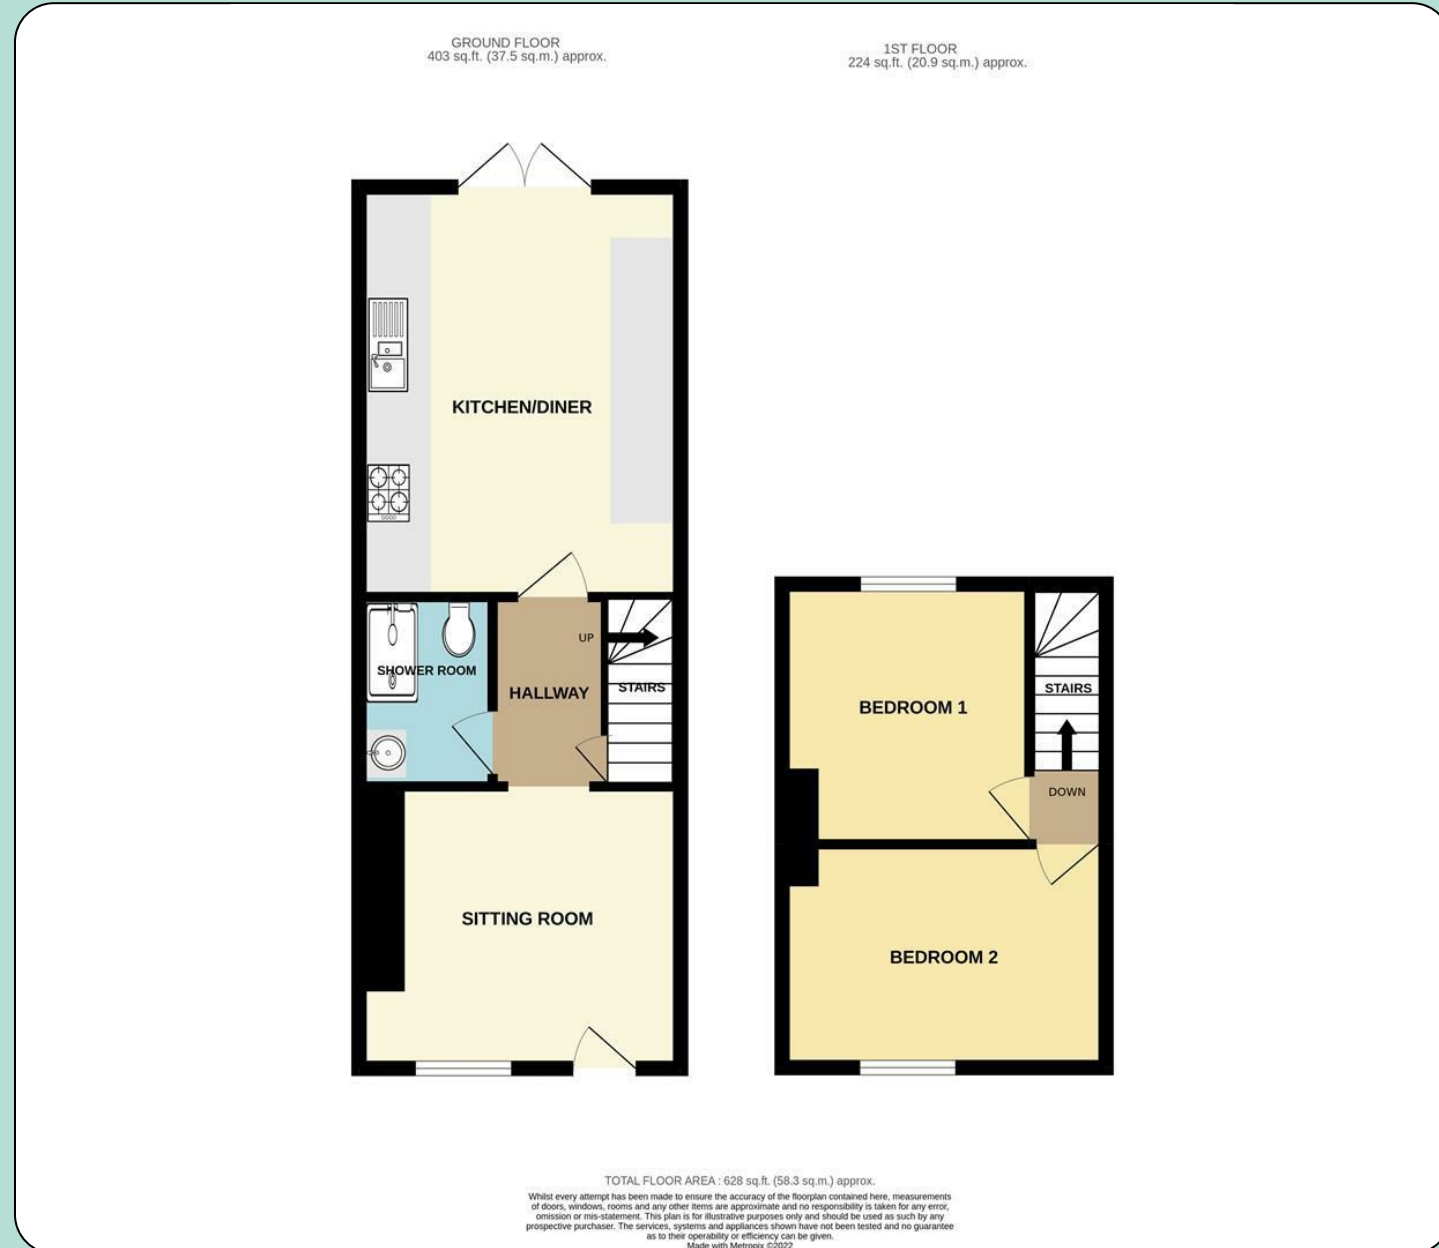 GROUND FLOOR
403 sq.ft. (37.5 sq.m.) approx.
1ST FLOOR
224 sq.ft. (20.9 sq.m.) approx.
KITCHEN/DINER
UP
SHOWER ROOM
HALLWAY
STAIRS
SITTING ROOM
BEDROOM 1
STAIRS
DOWN
BEDROOM 2
TOTAL FLOOR AREA : 628 sq.ft. (58.3 sq.m.) approx.
Whilst every attempt has been made to ensure the accuracy of the floorplan contained here, measurements
of doors, windows, rooms and any other items are approximate and no responsibility is taken for any error,
omission or mis-statement. This plan is for illustrative purposes only and should be used as such by any
prospective purchaser. The services, systems and appliances shown have not been tested and no guarantee
as to their operability or efficiency can be given.
Made with Metropix ©2022